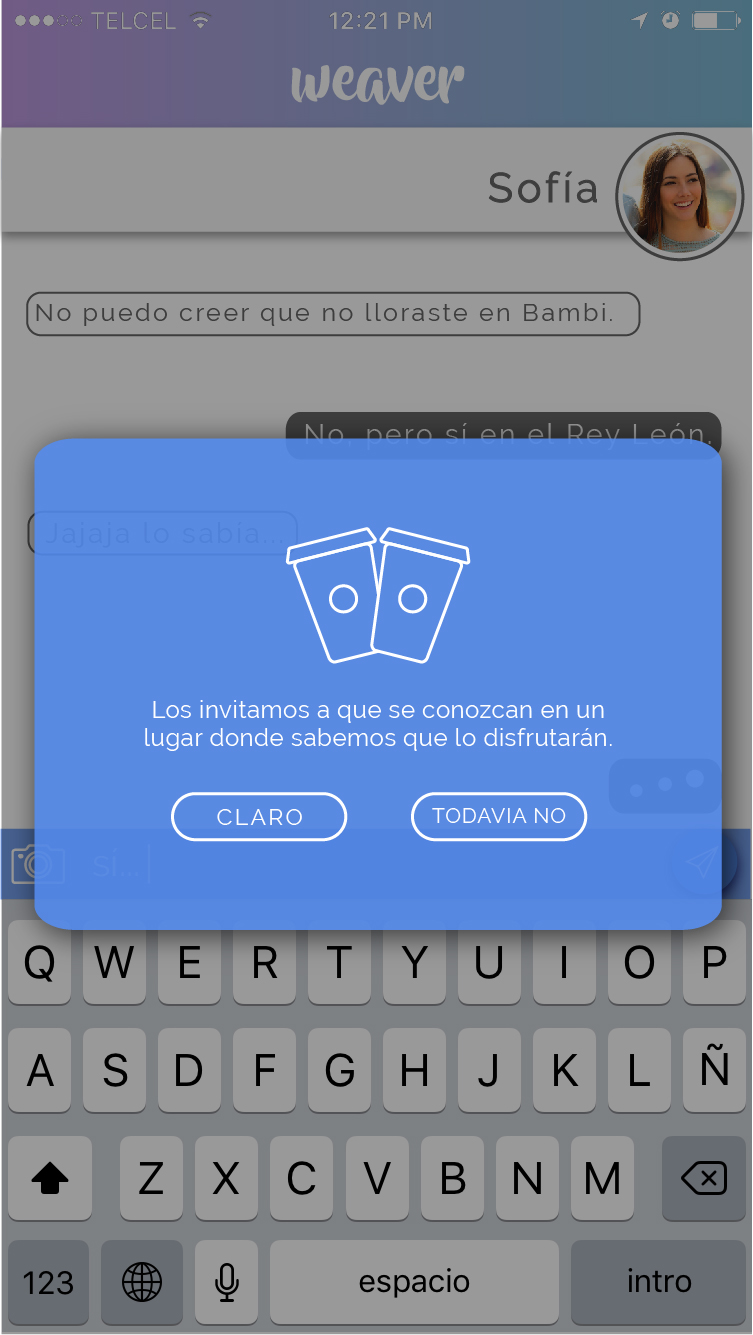 TELCEL 12:21 PM
weaver
Sofía
No puedo creer que no lloraste en Bambi.
No, pero sí en el Rey León.
Jajaja lo sabía...
Los invitamos a que se conozcan en un
lugar donde sabemos que lo disfrutarán.
CLARO TODAVIA NO
sí...
Q W E R T Y U I O P
A S D F G H J K L Ñ
Z X C V B N M
123 espacio intro